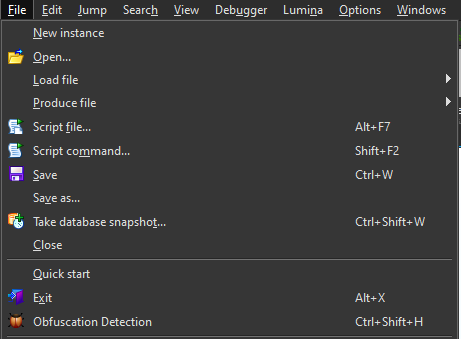 File Edit Jump Search View Debugger Lumina Options Windows
New instance
Open...
Load file
Produce file
Script file... Alt+F7
Script command... Shift+F2
Save Ctrl+W
Save as...
Take database snapshot... Ctrl+Shift+W
Close
Quick start
Exit Alt+X
Obfuscation Detection Ctrl+Shift+H